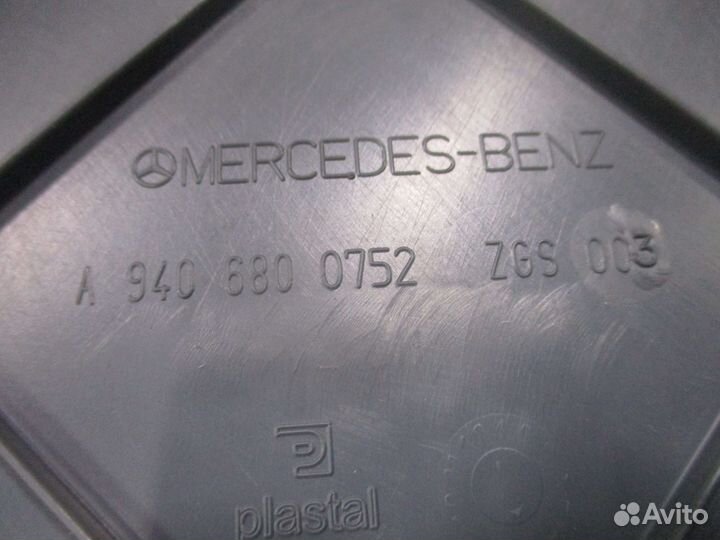 MERCEDES-BENZ
A 940 680 0752 ZGS 003
plastal
Avito